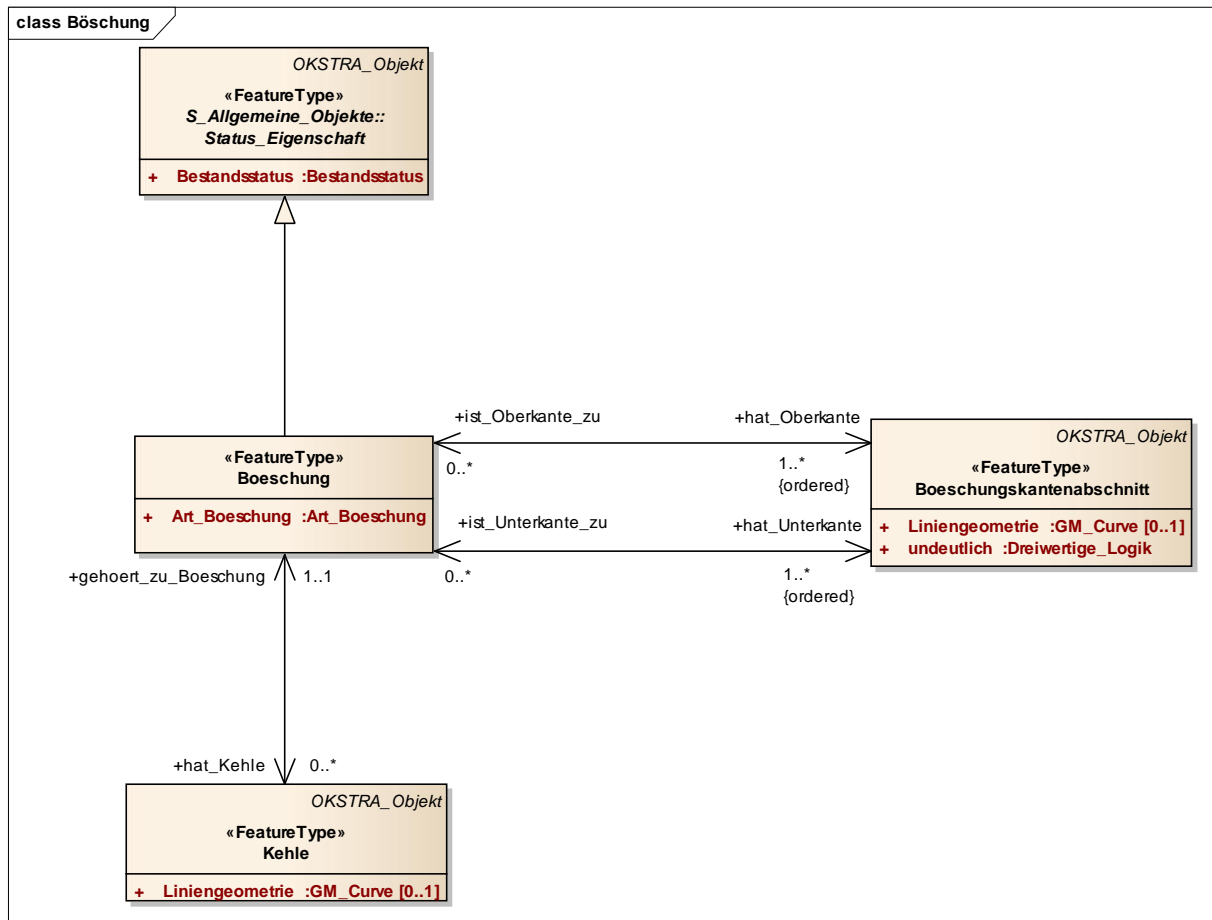 class Böschung
OKSTRA_Objekt
«FeatureType»
S_Allgemeine_Objekte::
Status_Eigenschaft
+ Bestandsstatus :Bestandsstatus
+ist_Oberkante_zu
+hat_Oberkante
0..*
1..*
{ordered}
«FeatureType»
Boeschung
+ Art_Boeschung :Art_Boeschung
OKSTRA_Objekt
«FeatureType»
Boeschungskantenabschnitt
+ Liniengeometrie :GM_Curve [0..1]
+ undeutlich :Dreiwertige_Logik
+ist_Unterkante_zu
+hat_Unterkante
0..*
1..*
{ordered}
+gehoert_zu_Boeschung
1..1
+hat_Kehle
0..*
OKSTRA_Objekt
«FeatureType»
Kehle
+ Liniengeometrie :GM_Curve [0..1]